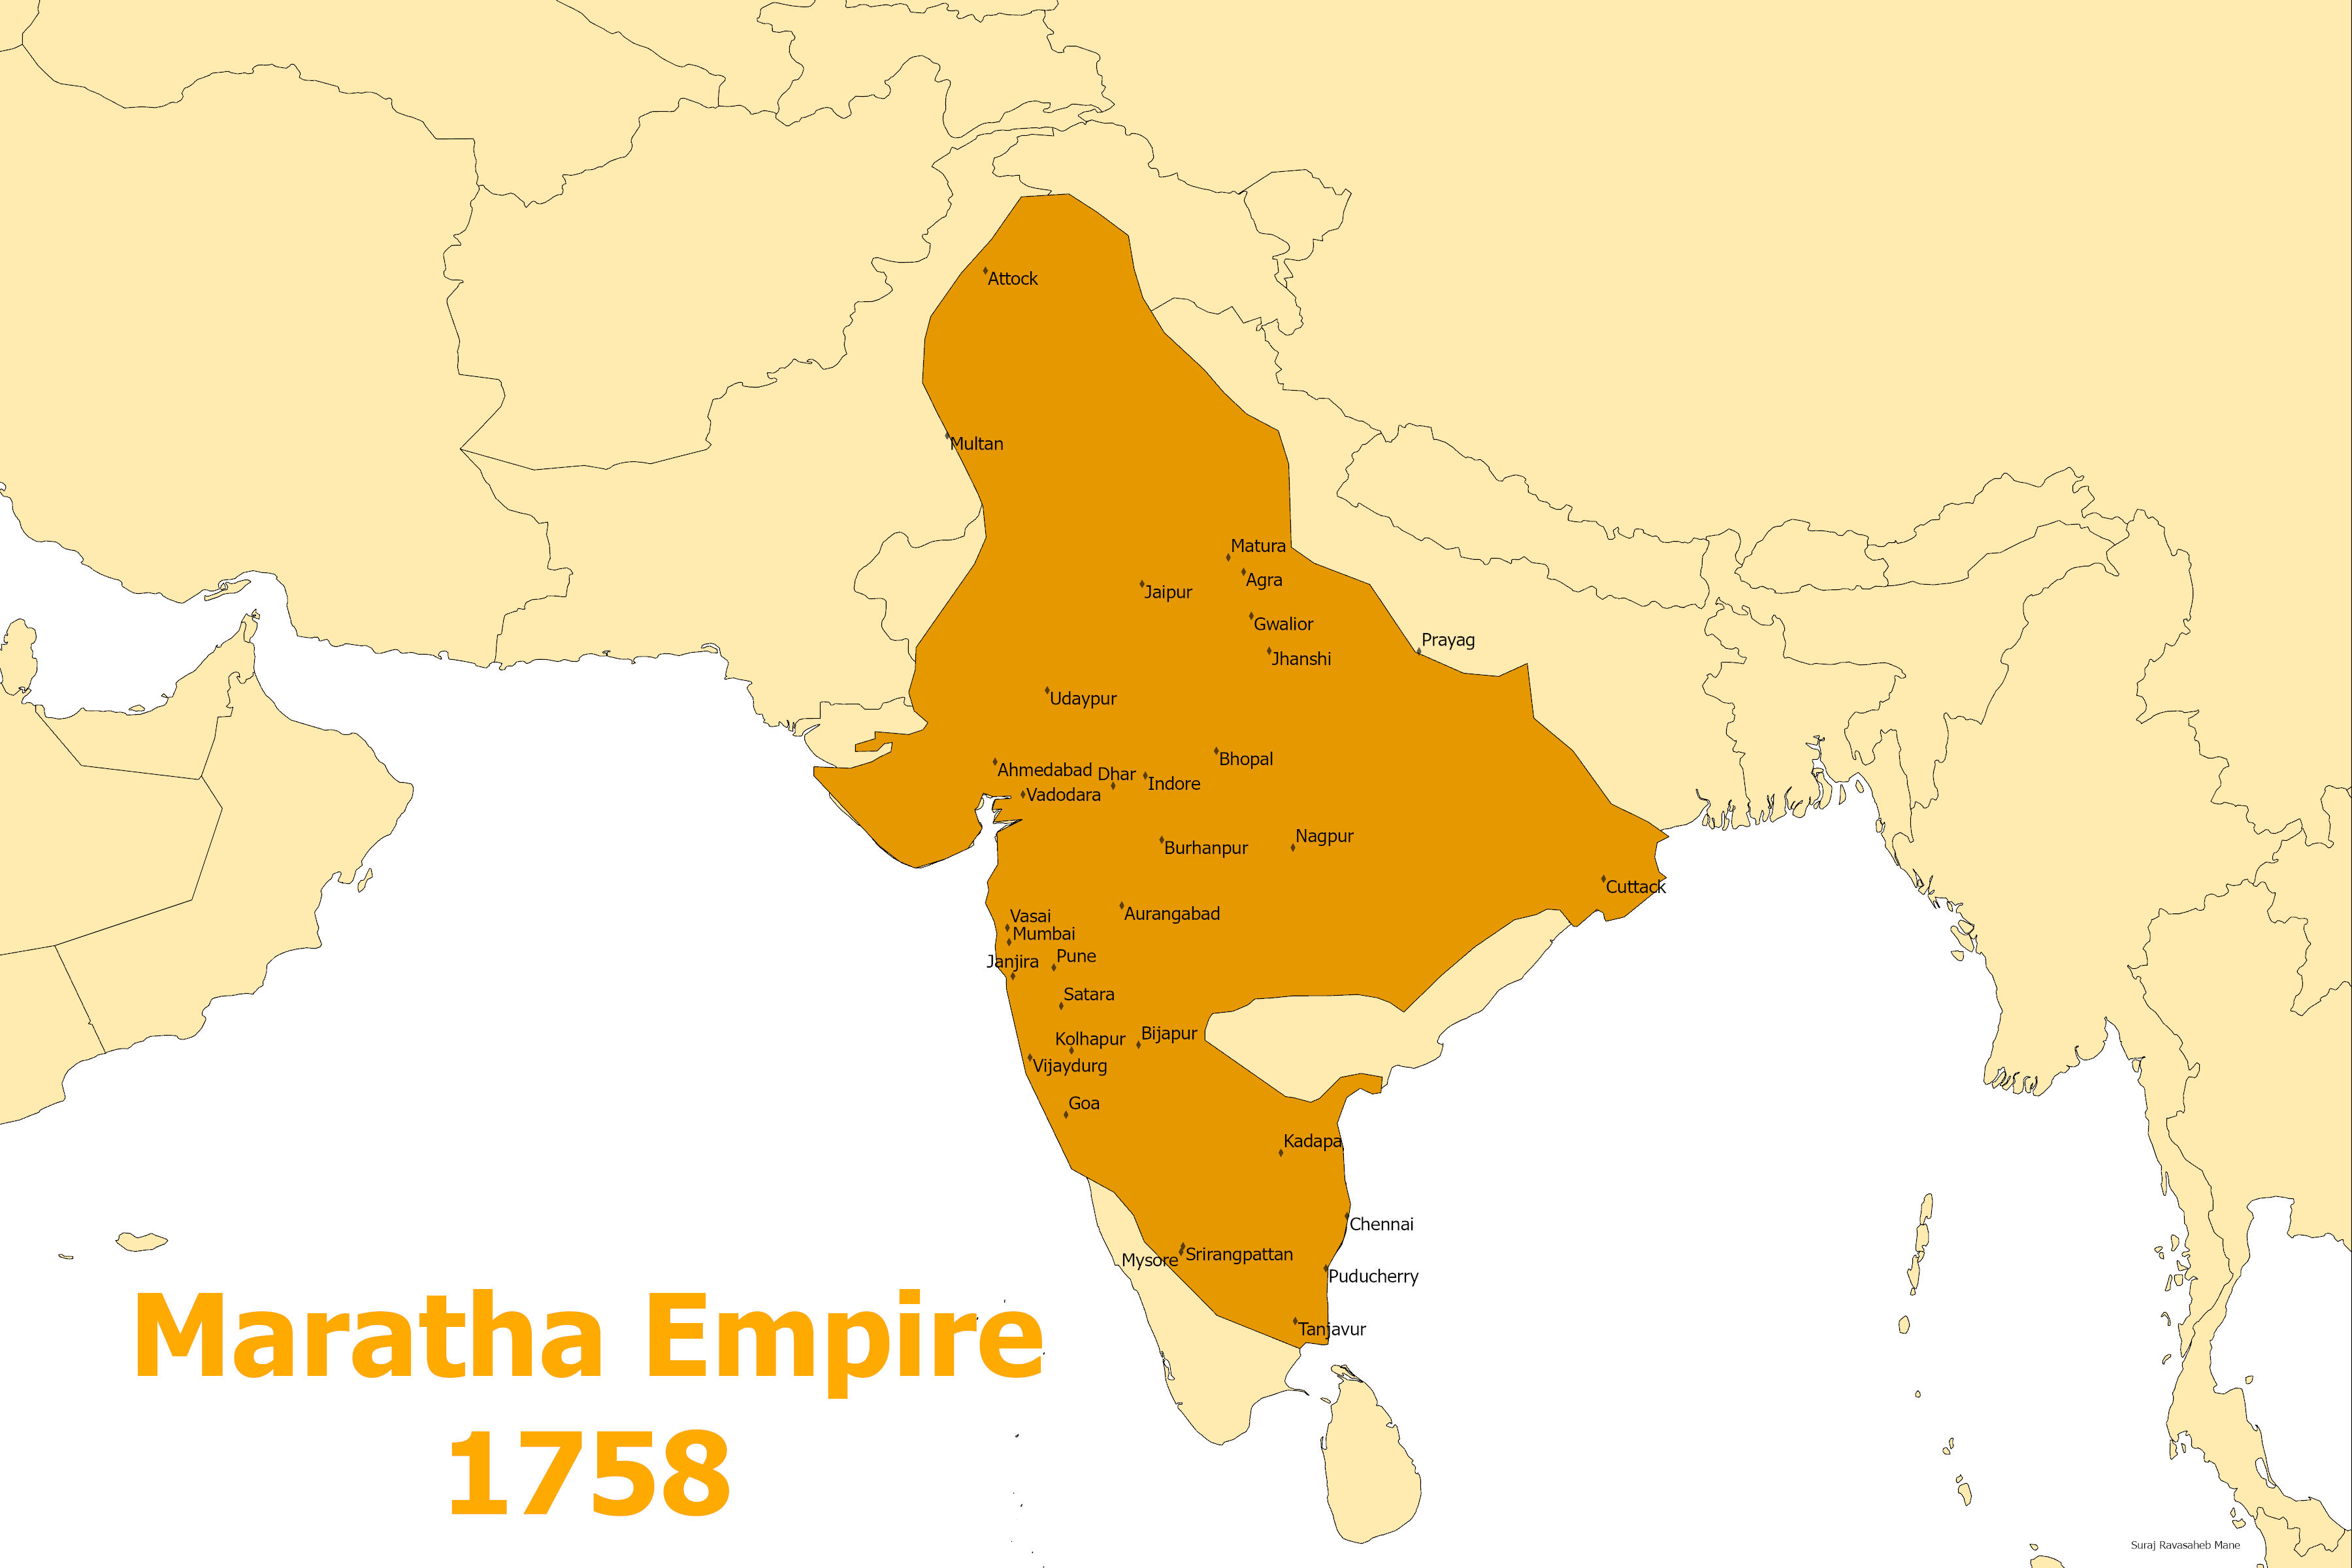 Attock
Multan
Matura
Agra
Jaipur
Gwalior
Prayag
Jhanshi
Udaypur
Bhopal
Ahmedabad
Dhar
Indore
Vadodara
Nagpur
Burhanpur
Cuttack
Aurangabad
Vasai
Mumbai
Pune
Janjira
Satara
Bijapur
Kolhapur
Vijaydurg
Goa
Kadapa
Chennai
Srirangpattan
Mysore
Puducherry
Tanjavur
Maratha Empire
1758
Suraj Ravasaheb Mane